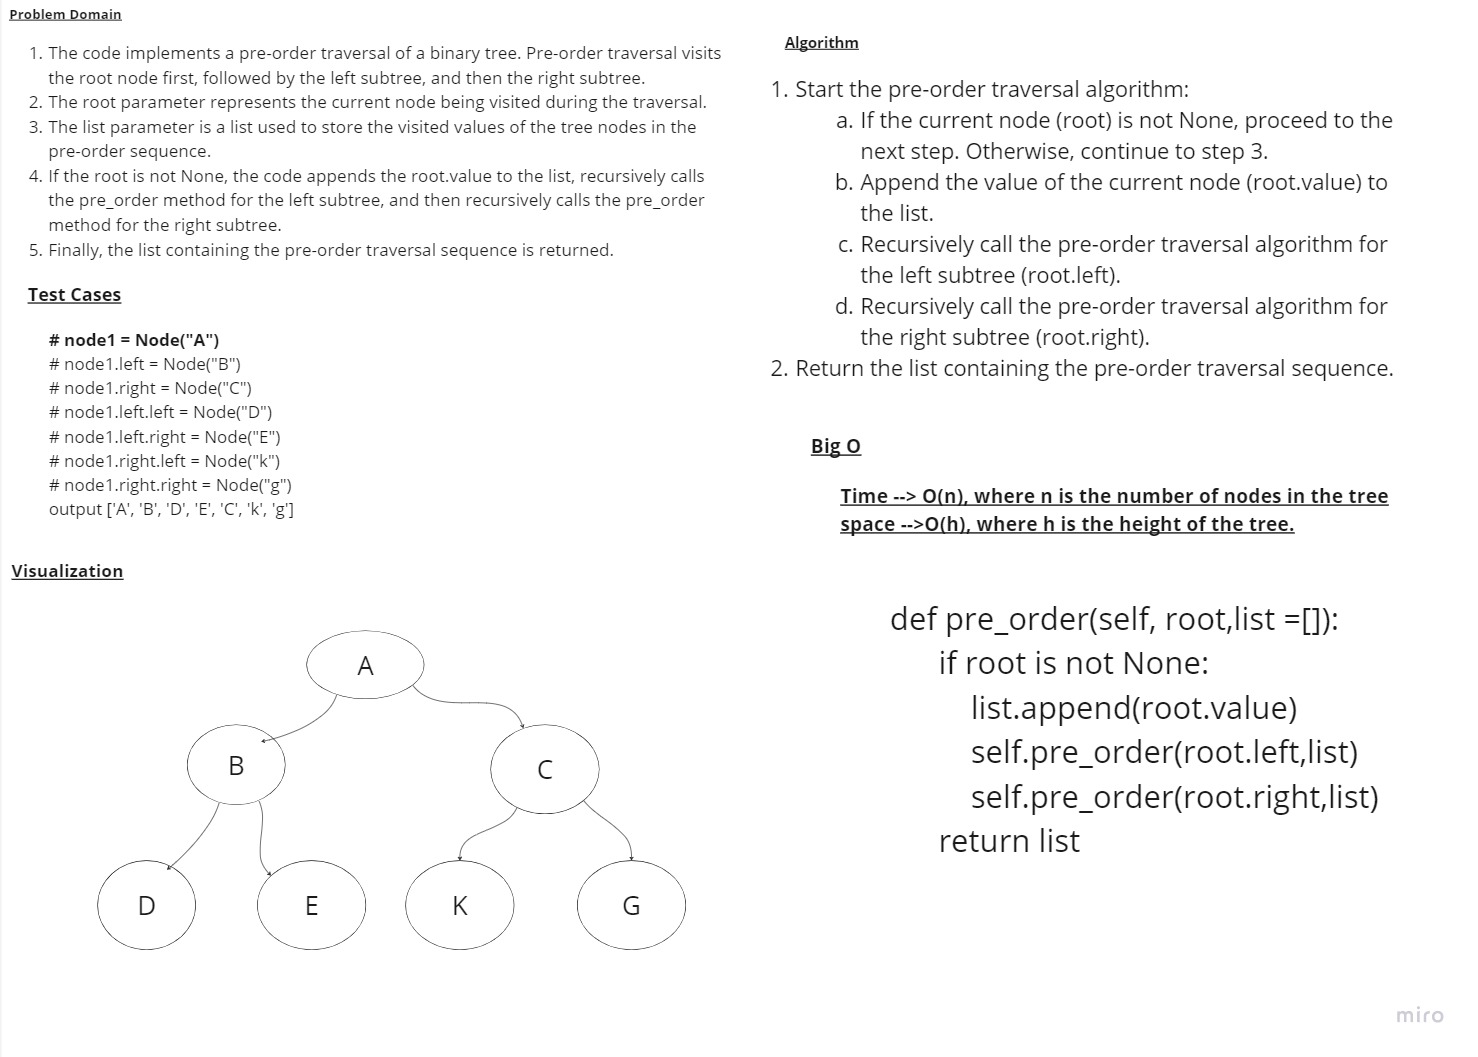 Problem Domain
1. The code implements a pre-order traversal of a binary tree. Pre-order traversal visits
the root node first, followed by the left subtree, and then the right subtree.
2. The root parameter represents the current node being visited during the traversal.
3. The list parameter is a list used to store the visited values of the tree nodes in the
pre-order sequence.
4. If the root is not None, the code appends the root.value to the list, recursively calls
the pre_order method for the left subtree, and then recursively calls the pre_order
method for the right subtree.
5. Finally, the list containing the pre-order traversal sequence is returned.
Test Cases
# node1 = Node("A")
# node1.left = Node("B")
# node1.right = Node("C")
# node1.left.left = Node("D")
# node1.left.right = Node("E")
# node1.right.left = Node("k")
# node1.right.right = Node("g")
output ['A', 'B', 'D', 'E', 'C', 'k', 'g']
Visualization
A
B
C
D
E
K
G
Algorithm
1. Start the pre-order traversal algorithm:
a. If the current node (root) is not None, proceed to the
next step. Otherwise, continue to step 3.
b. Append the value of the current node (root.value) to
the list.
c. Recursively call the pre-order traversal algorithm for
the left subtree (root.left).
d. Recursively call the pre-order traversal algorithm for
the right subtree (root.right).
2. Return the list containing the pre-order traversal sequence.
Big O
Time --> O(n), where n is the number of nodes in the tree
space -->O(h), where h is the height of the tree.
def pre_order(self, root,list =[]):
if root is not None:
list.append(root.value)
self.pre_order(root.left,list)
self.pre_order(root.right,list)
return list
miro